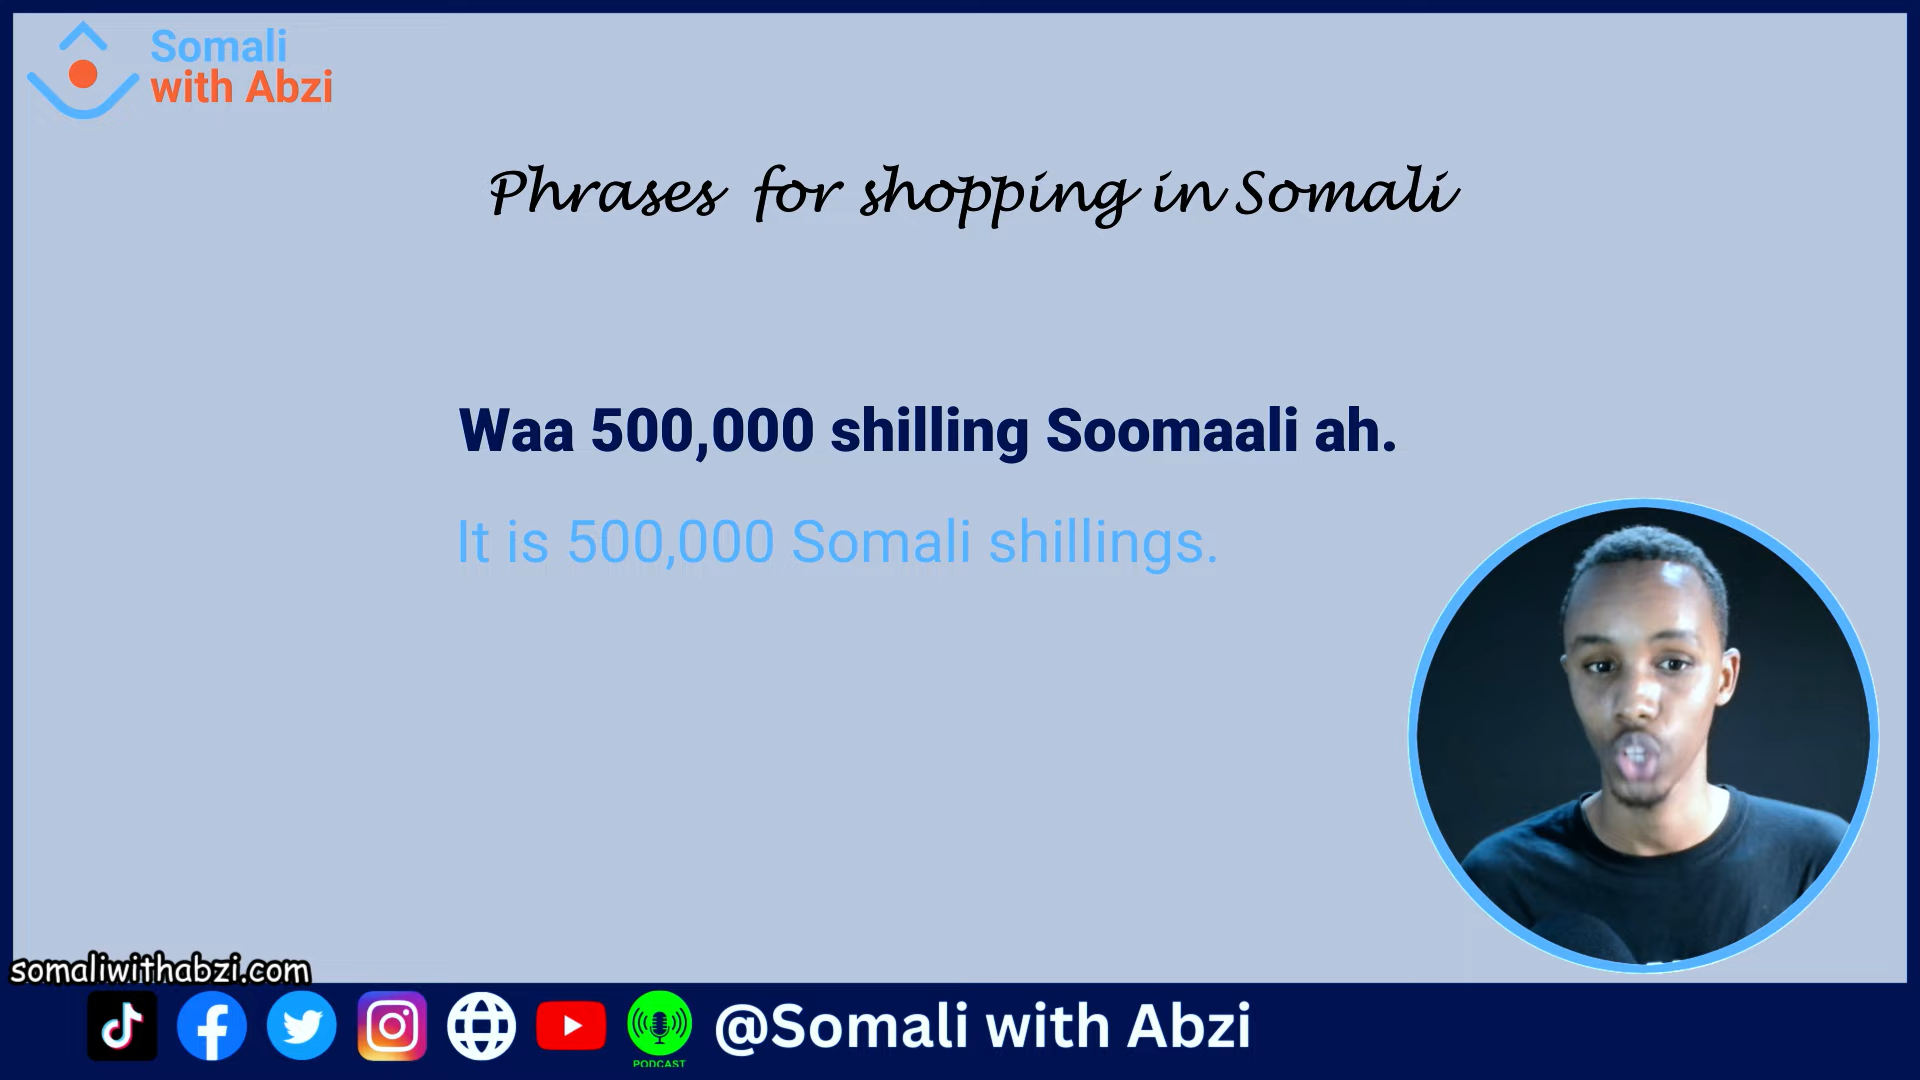 Somali
with Abzi
Phrases for shopping in Somali
Waa 500,000 shilling Soomaali ah.
It is 500,000 Somali shillings.
somaliwithabzi.com
PODCAST
@Somali with Abzi